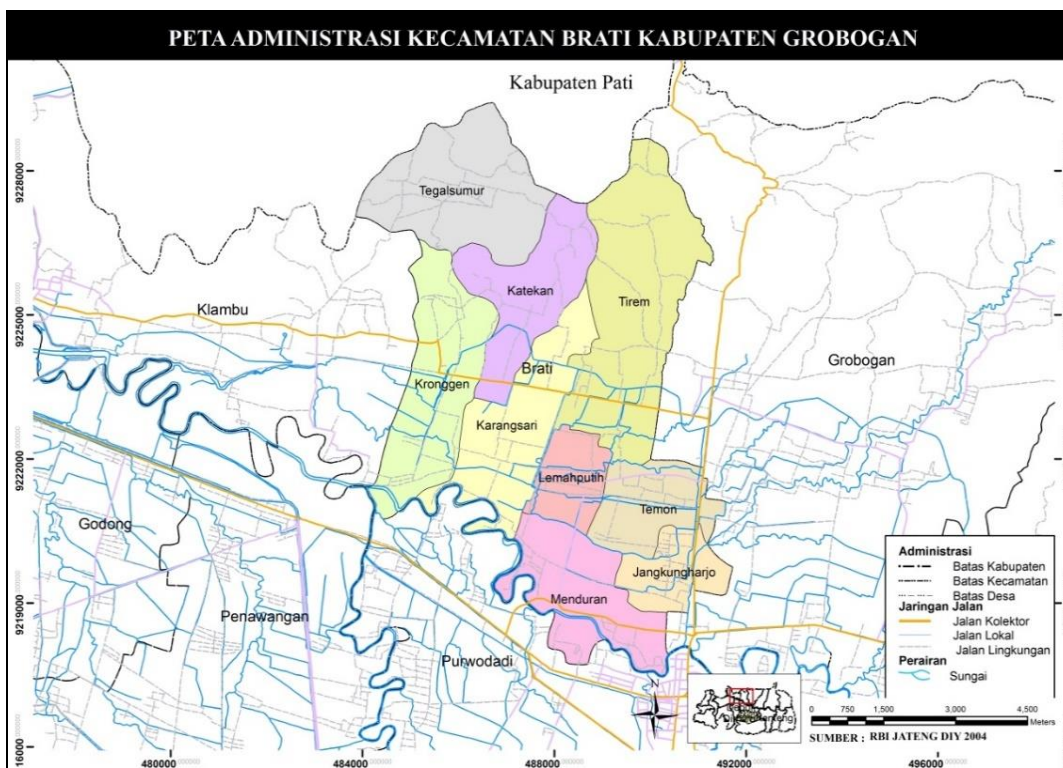 PETA ADMINISTRASI KECAMATAN BRATI KABUPATEN GROBOGAN
Kabupaten Pati
Tegalsumur
Katekan
Tirem
Klambu
Grobogan
Brati
Kronggen
Karangsari
Lemahputih
Temon
Godong
Jangkungharjo
Menduran
Penawangan
Purwodadi
Administrasi
Batas Kabupaten
Batas Kecamatan
Batas Desa
Jaringan Jalan
Jalan Kolektor
Jalan Lokal
Jalan Lingkungan
Perairan
Sungai
N
0 750 1,500 3,000 4,500
Meters
SUMBER : RBI JATENG DIY 2004
9228000
9225000
9222000
9219000
16000
480000
484000
488000
492000
496000